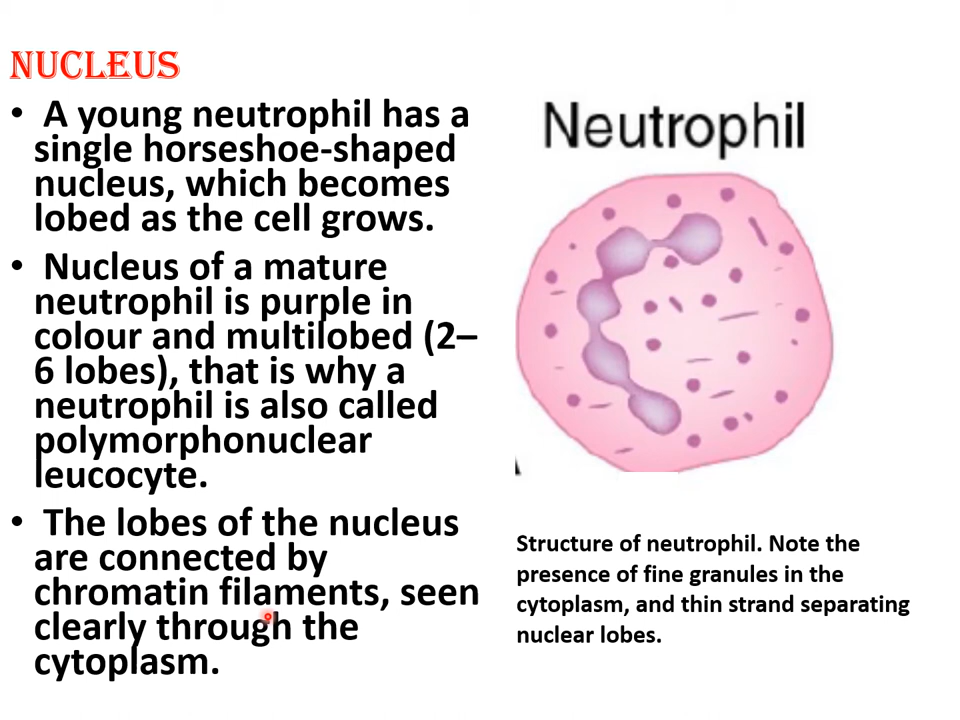 NUCLEUS
• A young neutrophil has a
single horseshoe-shaped
nucleus, which becomes
lobed as the cell grows.
• Nucleus of a mature
neutrophil is purple in
colour and multilobed (2–
6 lobes), that is why a
neutrophil is also called
polymorphonuclear
leucocyte.
• The lobes of the nucleus
are connected by
chromatin filaments, seen
clearly through the
cytoplasm.
Neutrophil
Structure of neutrophil. Note the
presence of fine granules in the
cytoplasm, and thin strand separating
nuclear lobes.